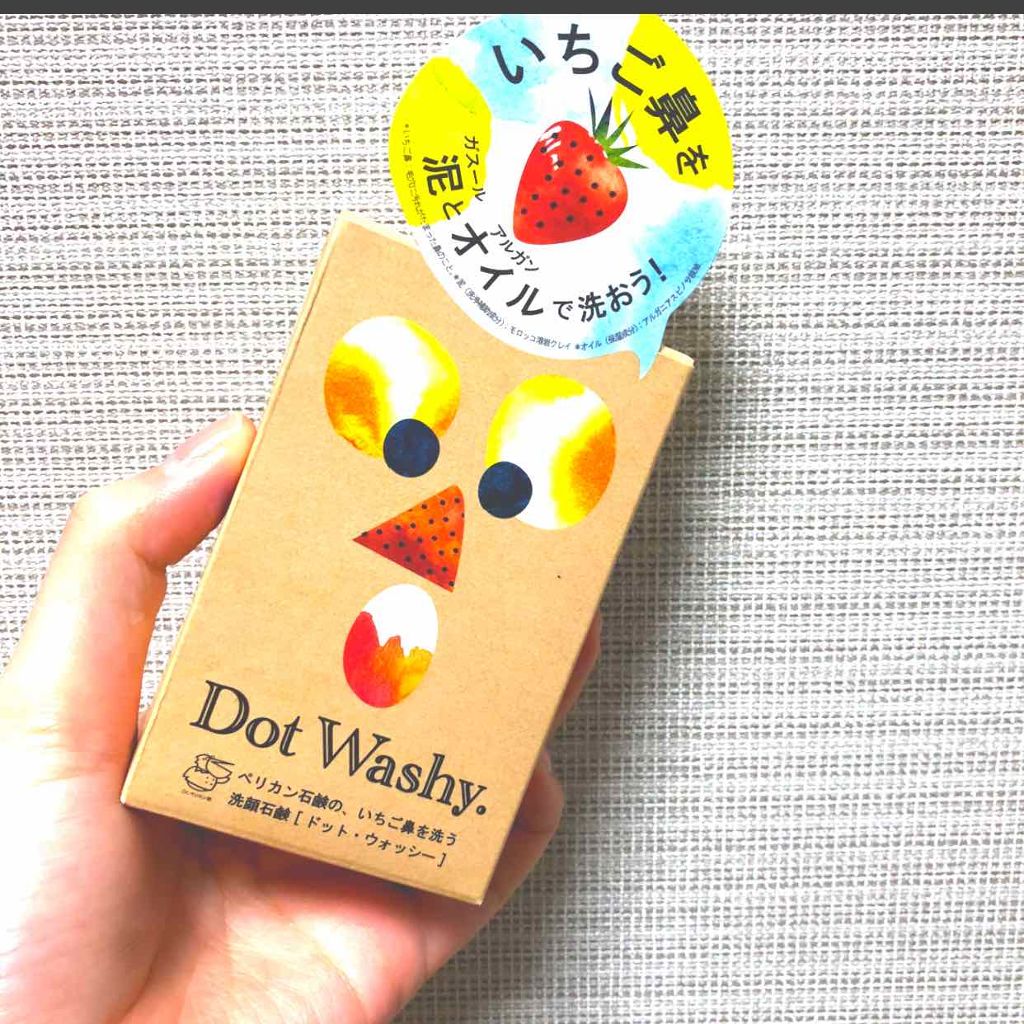 いちご鼻を
ガスール
アルガン
泥とオイルで洗おう!
Dot Washy.
ペリカン石鹸の、いちご鼻を洗う
洗顔石鹸 [ ドット・ウォッシー ]